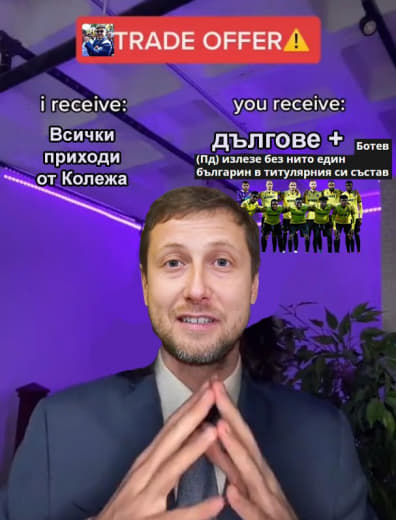 TRADE OFFER⚠
i receive:
you receive:
Всички
приходи
от Колежа
дългове +
Ботев
(Пд) излезе без нито един
българин в титулярния си състав